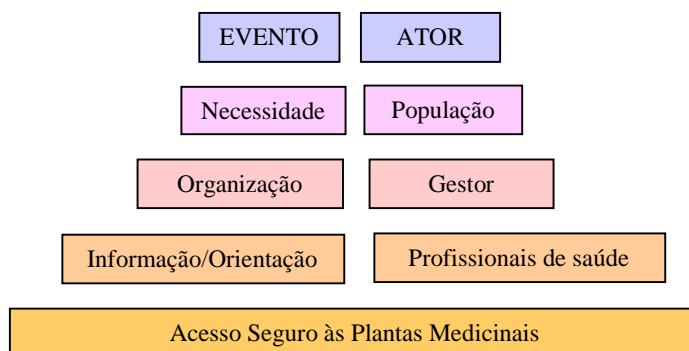 EVENTO ATOR
Necessidade População
Organização Gestor
Informação/Orientação Profissionais de saúde
Acesso Seguro às Plantas Medicinais